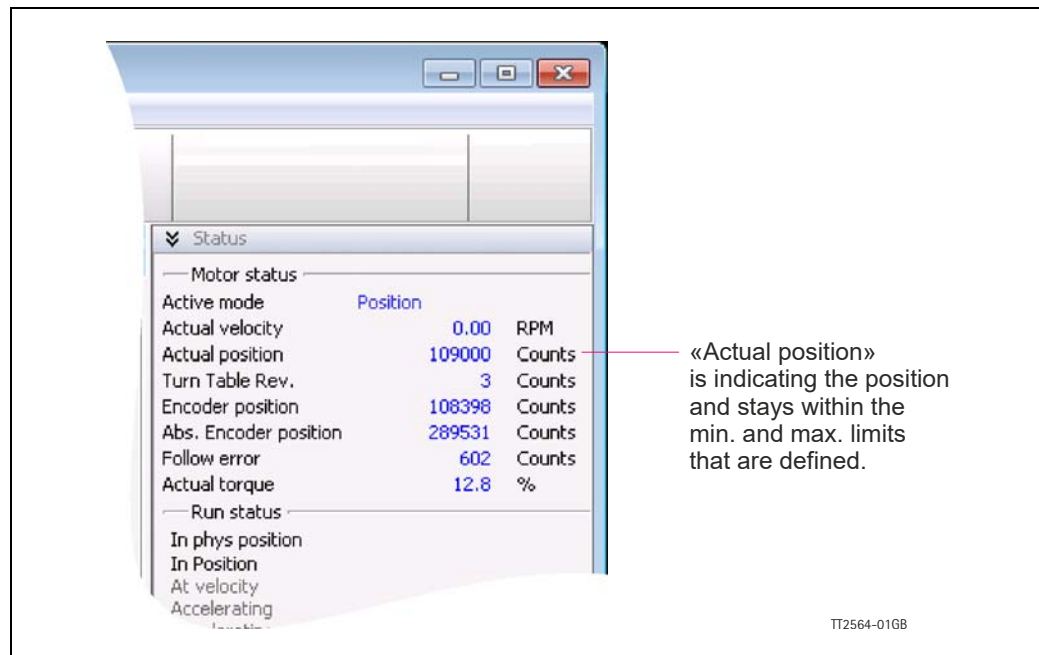 Status
Motor status
Active mode Position
Actual velocity 0.00 RPM
Actual position 109000 Counts
Turn Table Rev. 3 Counts
Encoder position 108398 Counts
Abs. Encoder position 289531 Counts
Follow error 602 Counts
Actual torque 12.8 %
Run status
In phys position
In Position
At velocity
Accelerating
«Actual position»
is indicating the position
and stays within the
min. and max. limits
that are defined.
TT2564-01GB